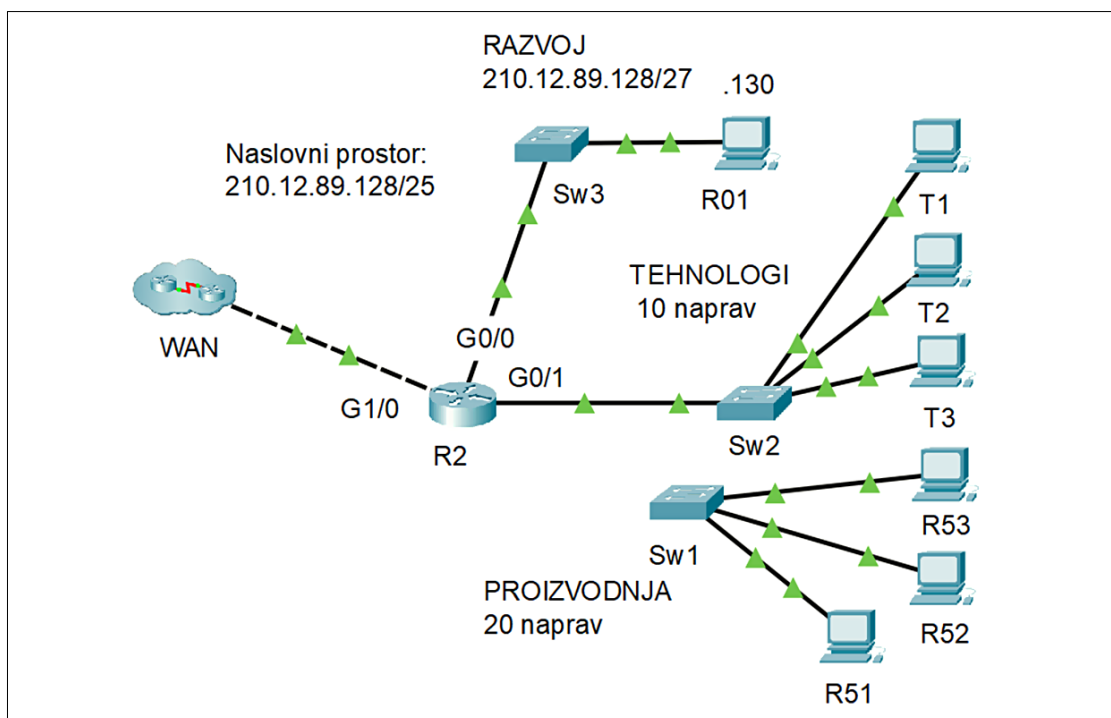 RAZVOJ
210.12.89.128/27
.130
Naslovni prostor:
210.12.89.128/25
Sw3
R01
T1
TEHNOLOGI
10 naprav
T2
WAN
G0/0
G0/1
G1/0
R2
Sw2
T3
Sw1
R53
PROIZVODNJA
20 naprav
R52
R51